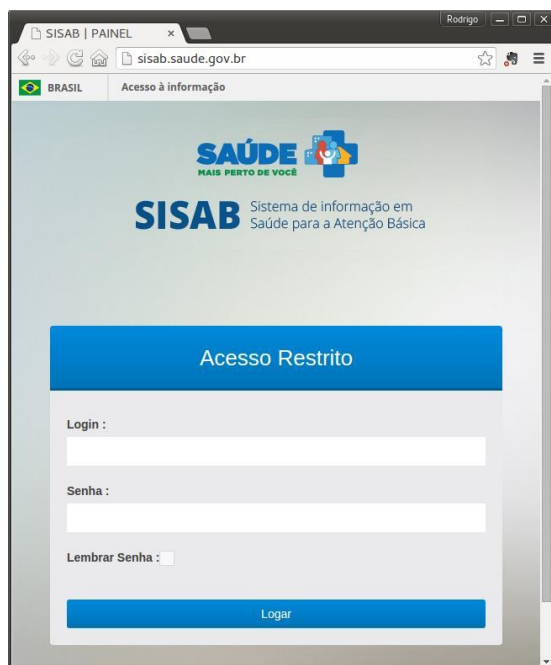 Rodrigo
SISAB | PAINEL
sisab.saude.gov.br
BRASIL
Acesso à informação
SAÚDE
MAIS PERTO DE VOCÊ
SISAB
Sistema de informação em
Saúde para a Atenção Básica
Acesso Restrito
Login :
Senha :
Lembrar Senha :
Logar